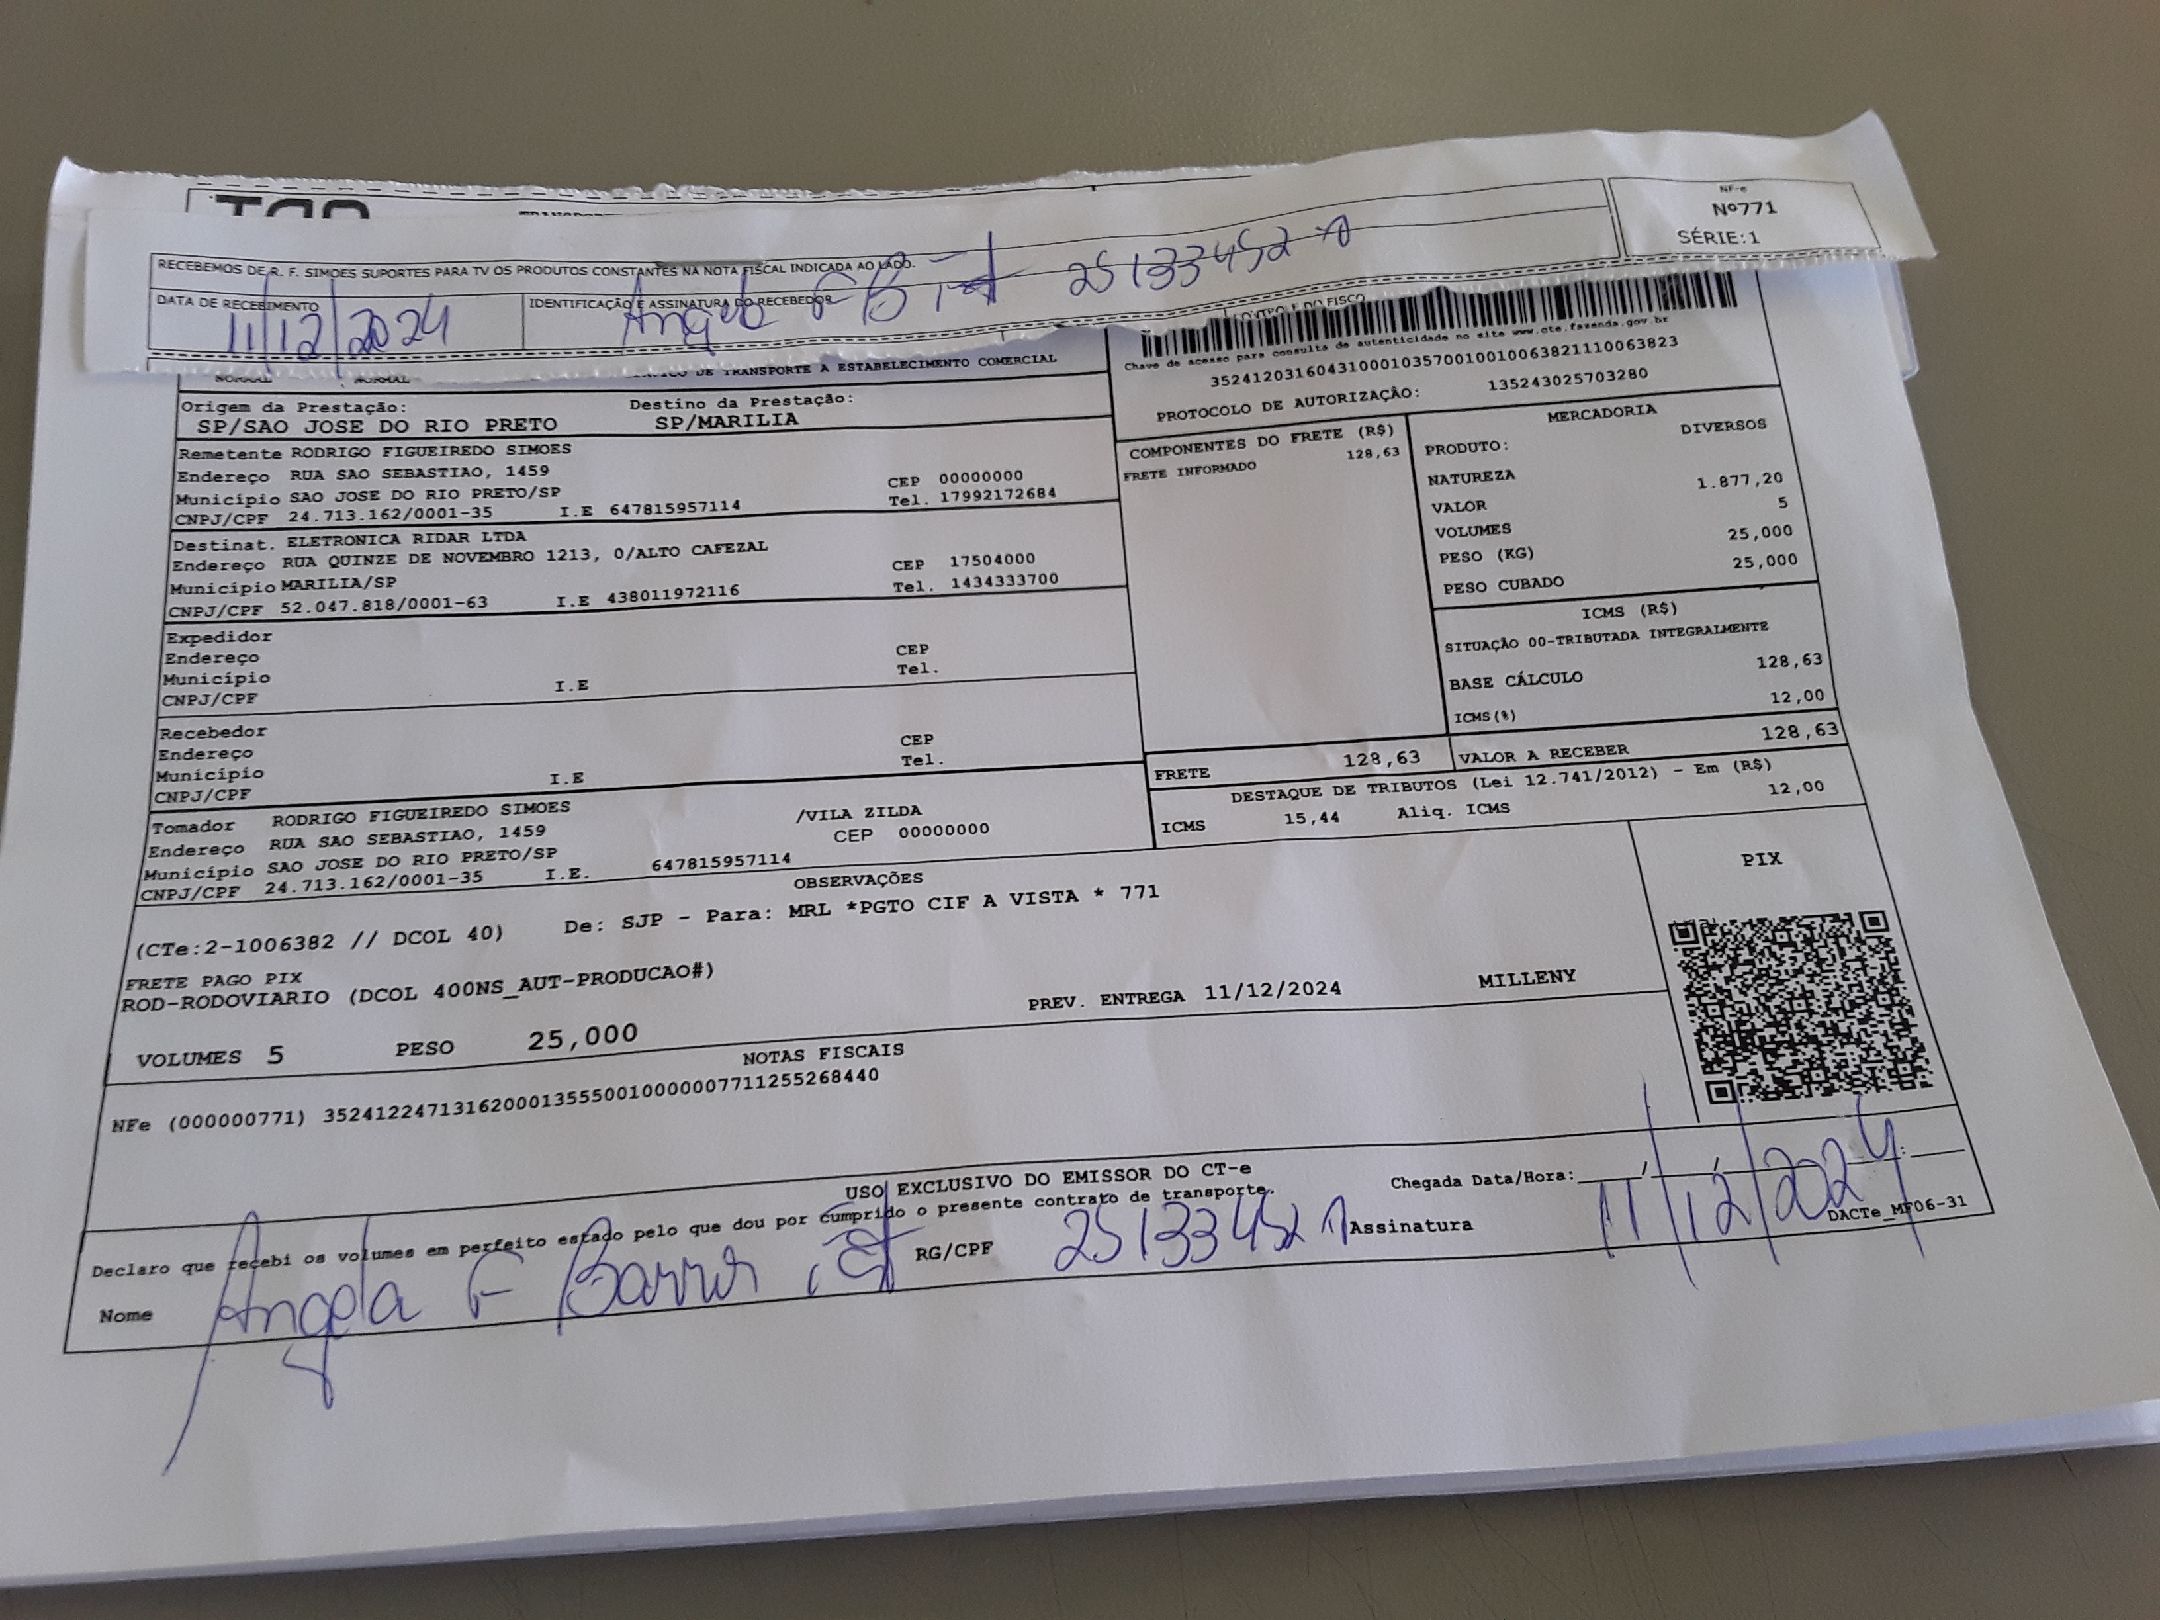 NF-e
Nº771
SÉRIE:1
RECEBEMOS DE R. F. SIMOES SUPORTES PARA TV OS PRODUTOS CONSTANTES NA NOTA FISCAL INDICADA AO LADO.
DATA DE RECEBIMENTO
11/12/2024
IDENTIFICAÇÃO E ASSINATURA DO RECEBEDOR
Angela F B
25133452
CONTROLE DO FISCO
Chave de acesso para consulta de autenticidade no site www.cte.fazenda.gov.br
35241203160431000103570010010063821110063823
PROTOCOLO DE AUTORIZAÇÃO: 135243025703280
NORMAL NORMAL DE TRANSPORTE A ESTABELECIMENTO COMERCIAL
Origem da Prestação: Destino da Prestação:
SP/SAO JOSE DO RIO PRETO SP/MARILIA
Remetente RODRIGO FIGUEIREDO SIMOES
Endereço RUA SAO SEBASTIAO, 1459 CEP 00000000
Município SAO JOSE DO RIO PRETO/SP Tel. 17992172684
CNPJ/CPF 24.713.162/0001-35 I.E 647815957114
Destinat. ELETRONICA RIDAR LTDA
Endereço RUA QUINZE DE NOVEMBRO 1213, 0/ALTO CAFEZAL CEP 17504000
Município MARILIA/SP Tel. 1434333700
CNPJ/CPF 52.047.818/0001-63 I.E 438011972116
Expedidor
Endereço CEP
Município Tel.
CNPJ/CPF I.E
Recebedor
Endereço CEP
Município Tel.
CNPJ/CPF I.E
Tomador RODRIGO FIGUEIREDO SIMOES
Endereço RUA SAO SEBASTIAO, 1459 /VILA ZILDA
Município SAO JOSE DO RIO PRETO/SP CEP 00000000
CNPJ/CPF 24.713.162/0001-35 I.E. 647815957114
COMPONENTES DO FRETE (R$)
FRETE INFORMADO 128,63
MERCADORIA
PRODUTO: DIVERSOS
NATUREZA
VALOR 1.877,20
VOLUMES 5
PESO (KG) 25,000
PESO CUBADO 25,000
ICMS (R$)
SITUAÇÃO 00-TRIBUTADA INTEGRALMENTE
BASE CÁLCULO 128,63
ICMS(%) 12,00
FRETE 128,63 VALOR A RECEBER 128,63
DESTAQUE DE TRIBUTOS (Lei 12.741/2012) - Em (R$)
ICMS 15,44 Aliq. ICMS 12,00
OBSERVAÇÕES
(CTe:2-1006382 // DCOL 40) De: SJP - Para: MRL *PGTO CIF A VISTA * 771
FRETE PAGO PIX
ROD-RODOVIARIO (DCOL 400NS_AUT-PRODUCAO#)
PREV. ENTREGA 11/12/2024 MILLENY
VOLUMES 5 PESO 25,000
PIX
NOTAS FISCAIS
NFe (000000771) 35241224713162000135550010000007711255268440
USO EXCLUSIVO DO EMISSOR DO CT-e
Declaro que recebi os volumes em perfeito estado pelo que dou por cumprido o presente contrato de transporte.
Chegada Data/Hora:____/____/____ ____:____
11/12/2024
Nome Angela F Barros RG/CPF 25133452 Assinatura
DACTe_MF06-31